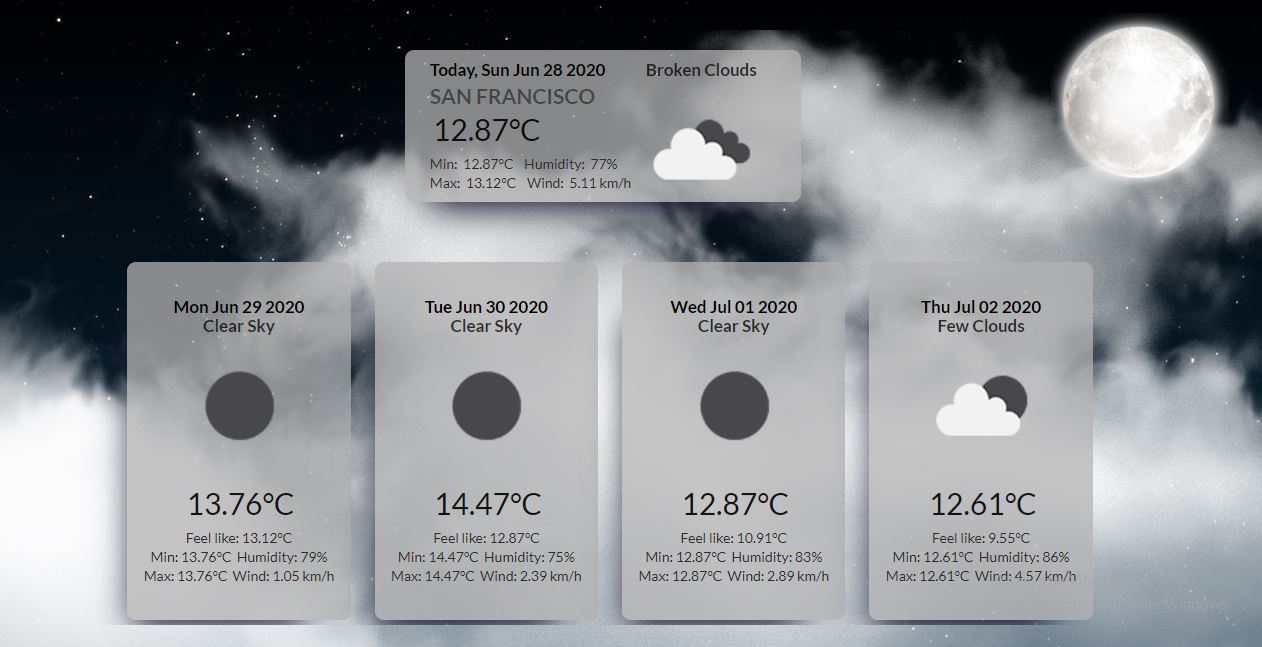 Today, Sun Jun 28 2020 Broken Clouds
SAN FRANCISCO
12.87°C
Min: 12.87°C Humidity: 77%
Max: 13.12°C Wind: 5.11 km/h
Mon Jun 29 2020
Clear Sky
13.76°C
Feel like: 13.12°C
Min: 13.76°C Humidity: 79%
Max: 13.76°C Wind: 1.05 km/h
Tue Jun 30 2020
Clear Sky
14.47°C
Feel like: 12.87°C
Min: 14.47°C Humidity: 75%
Max: 14.47°C Wind: 2.39 km/h
Wed Jul 01 2020
Clear Sky
12.87°C
Feel like: 10.91°C
Min: 12.87°C Humidity: 83%
Max: 12.87°C Wind: 2.89 km/h
Thu Jul 02 2020
Few Clouds
12.61°C
Feel like: 9.55°C
Min: 12.61°C Humidity: 86%
Max: 12.61°C Wind: 4.57 km/h
Windows.